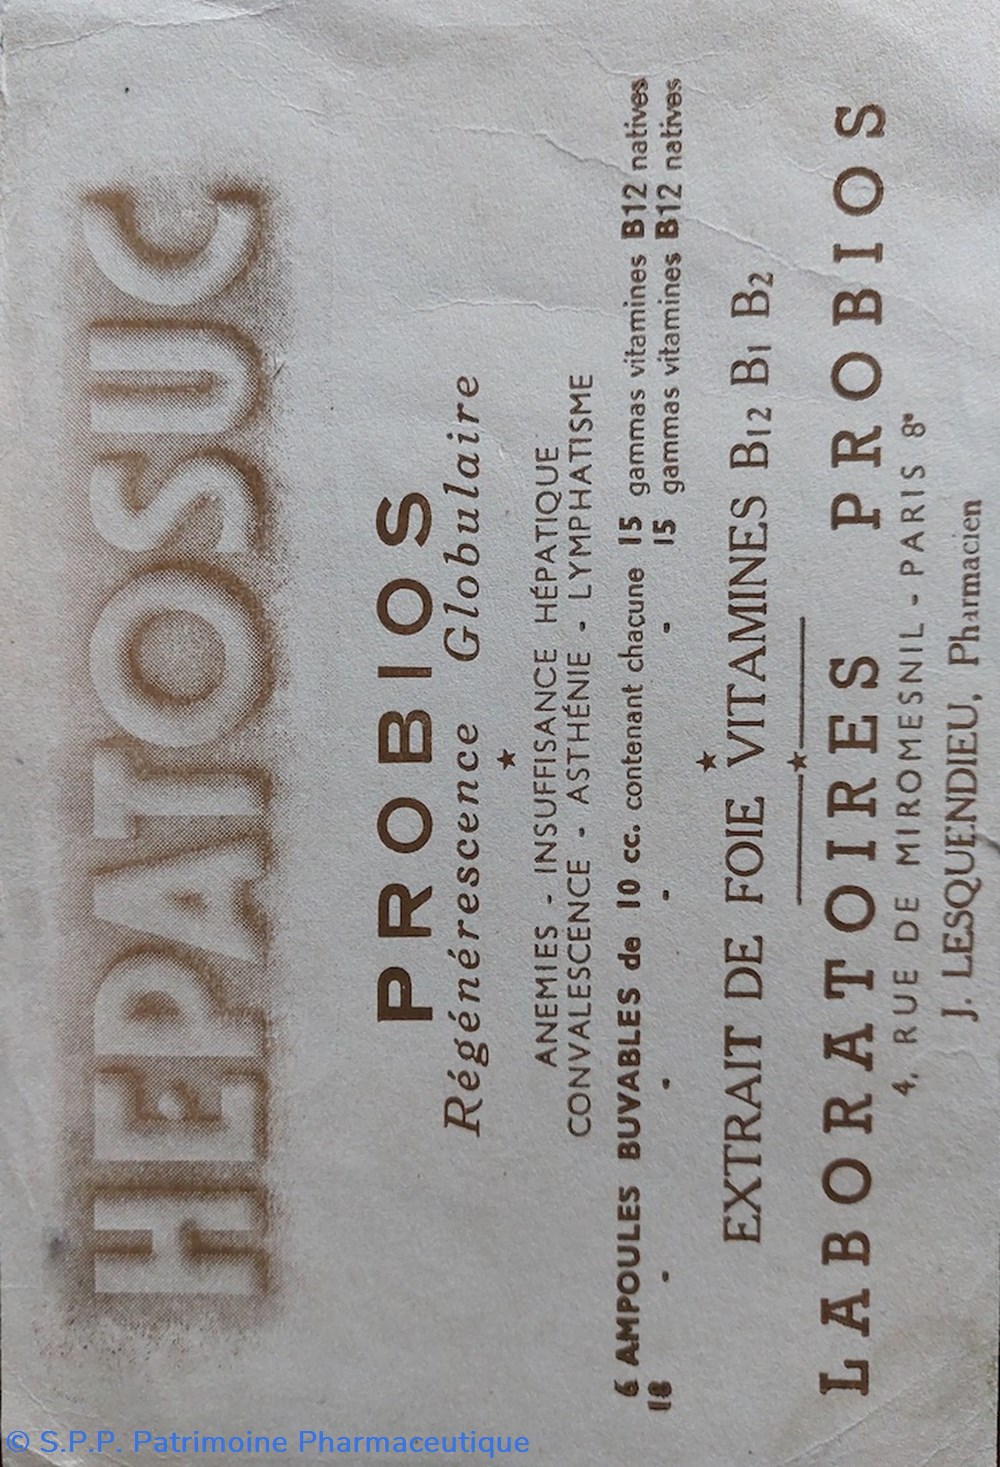 HEPATOSUC
PROBIOS
Régénérescence Globulaire
★
ANEMIES - INSUFFISANCE HÉPATIQUE
CONVALESCENCE - ASTHÉNIE - LYMPHATISME
6 AMPOULES BUVABLES de 10 cc. contenant chacune 15 gammas vitamines B12 natives
18 - - - - 15 gammas vitamines B12 natives
★
EXTRAIT DE FOIE VITAMINES B12 B1 B2
★
LABORATOIRES PROBIOS
4, RUE DE MIROMESNIL - PARIS 8e
J. LESQUENDIEU, Pharmacien
© S.P.P. Patrimoine Pharmaceutique